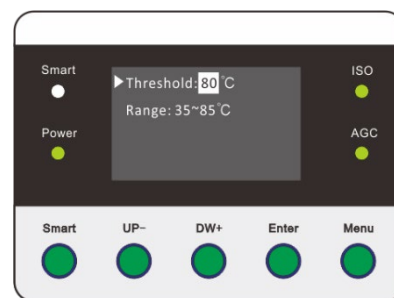 Smart
ISO
Threshold: 80 °C
Range: 35~85°C
Power
AGC
Smart
UP-
DW+
Enter
Menu